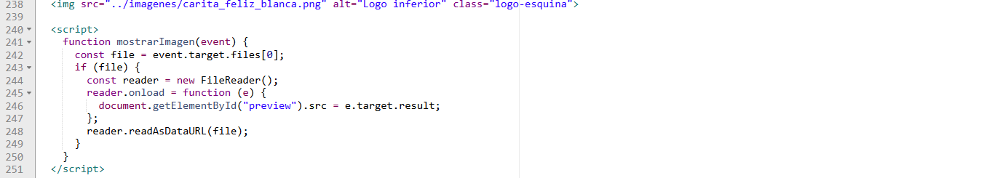 238 <img src="../imagenes/carita_feliz_blanca.png" alt="Logo inferior" class="logo-esquina">
239
240 <script>
241 function mostrarImagen(event) {
242 const file = event.target.files[0];
243 if (file) {
244 const reader = new FileReader();
245 reader.onload = function (e) {
246 document.getElementById("preview").src = e.target.result;
247 };
248 reader.readAsDataURL(file);
249 }
250 }
251 </script>